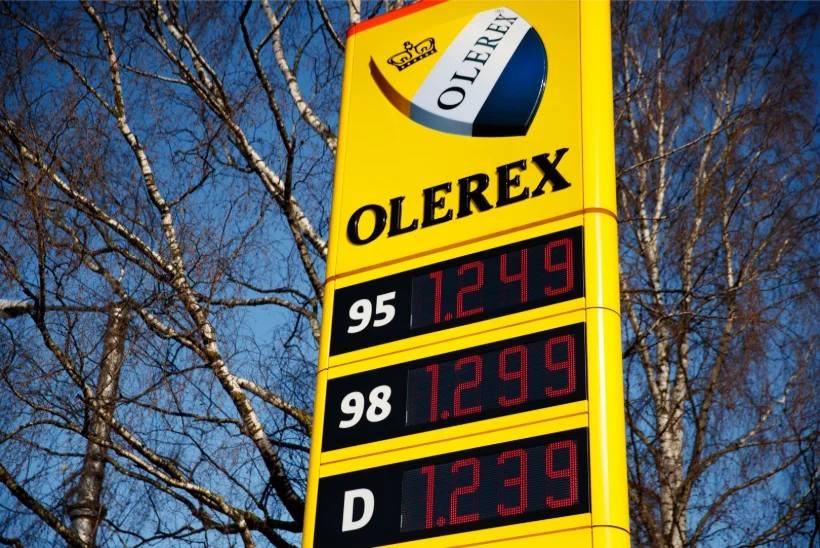 OLEREX
OLEREX
95 1.249
98 1.299
D 1.239